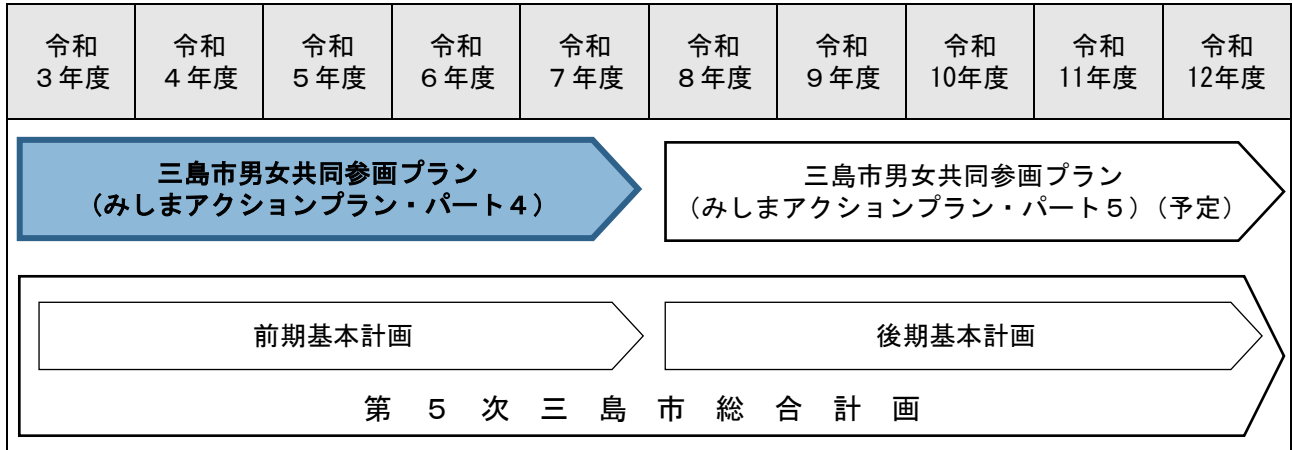 令和
３年度
令和
４年度
令和
５年度
令和
６年度
令和
７年度
令和
８年度
令和
９年度
令和
10年度
令和
11年度
令和
12年度
三島市男女共同参画プラン
（みしまアクションプラン・パート４）
三島市男女共同参画プラン
（みしまアクションプラン・パート５）（予定）
前期基本計画
後期基本計画
第５次三島市総合計画